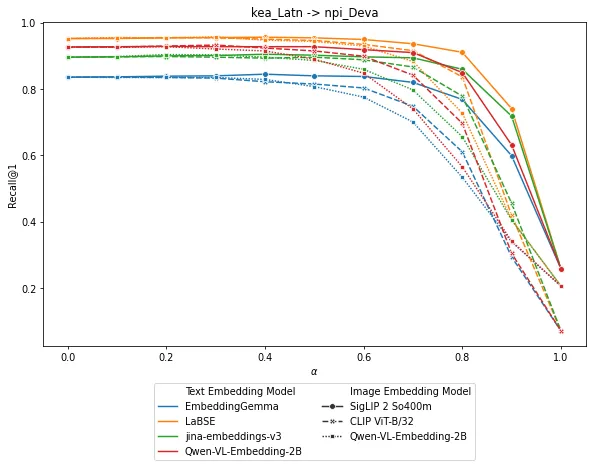 kea_Latn -> npi_Deva
Recall@1
1.0
0.8
0.6
0.4
0.2
0.0 0.2 0.4 0.6 0.8 1.0
α
Text Embedding Model
EmbeddingGemma
LaBSE
jina-embeddings-v3
Qwen-VL-Embedding-2B
Image Embedding Model
SigLIP 2 So400m
CLIP ViT-B/32
Qwen-VL-Embedding-2B